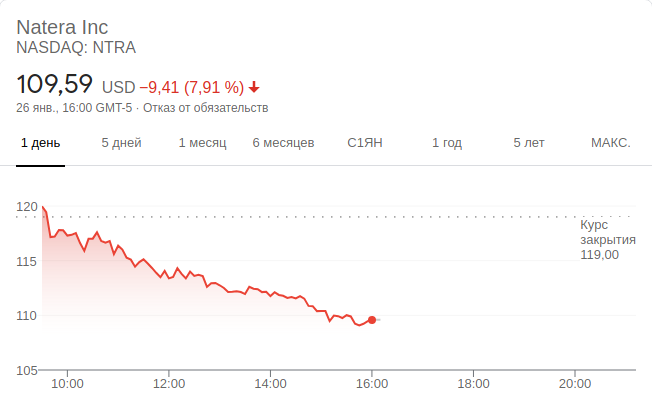 Natera Inc
NASDAQ: NTRA
109,59 USD −9,41 (7,91 %)
26 янв., 16:00 GMT-5 · Отказ от обязательств
1 день 5 дней 1 месяц 6 месяцев С1ЯН 1 год 5 лет МАКС.
120
Курс
закрытия
119,00
115
110
105
10:00 12:00 14:00 16:00 18:00 20:00